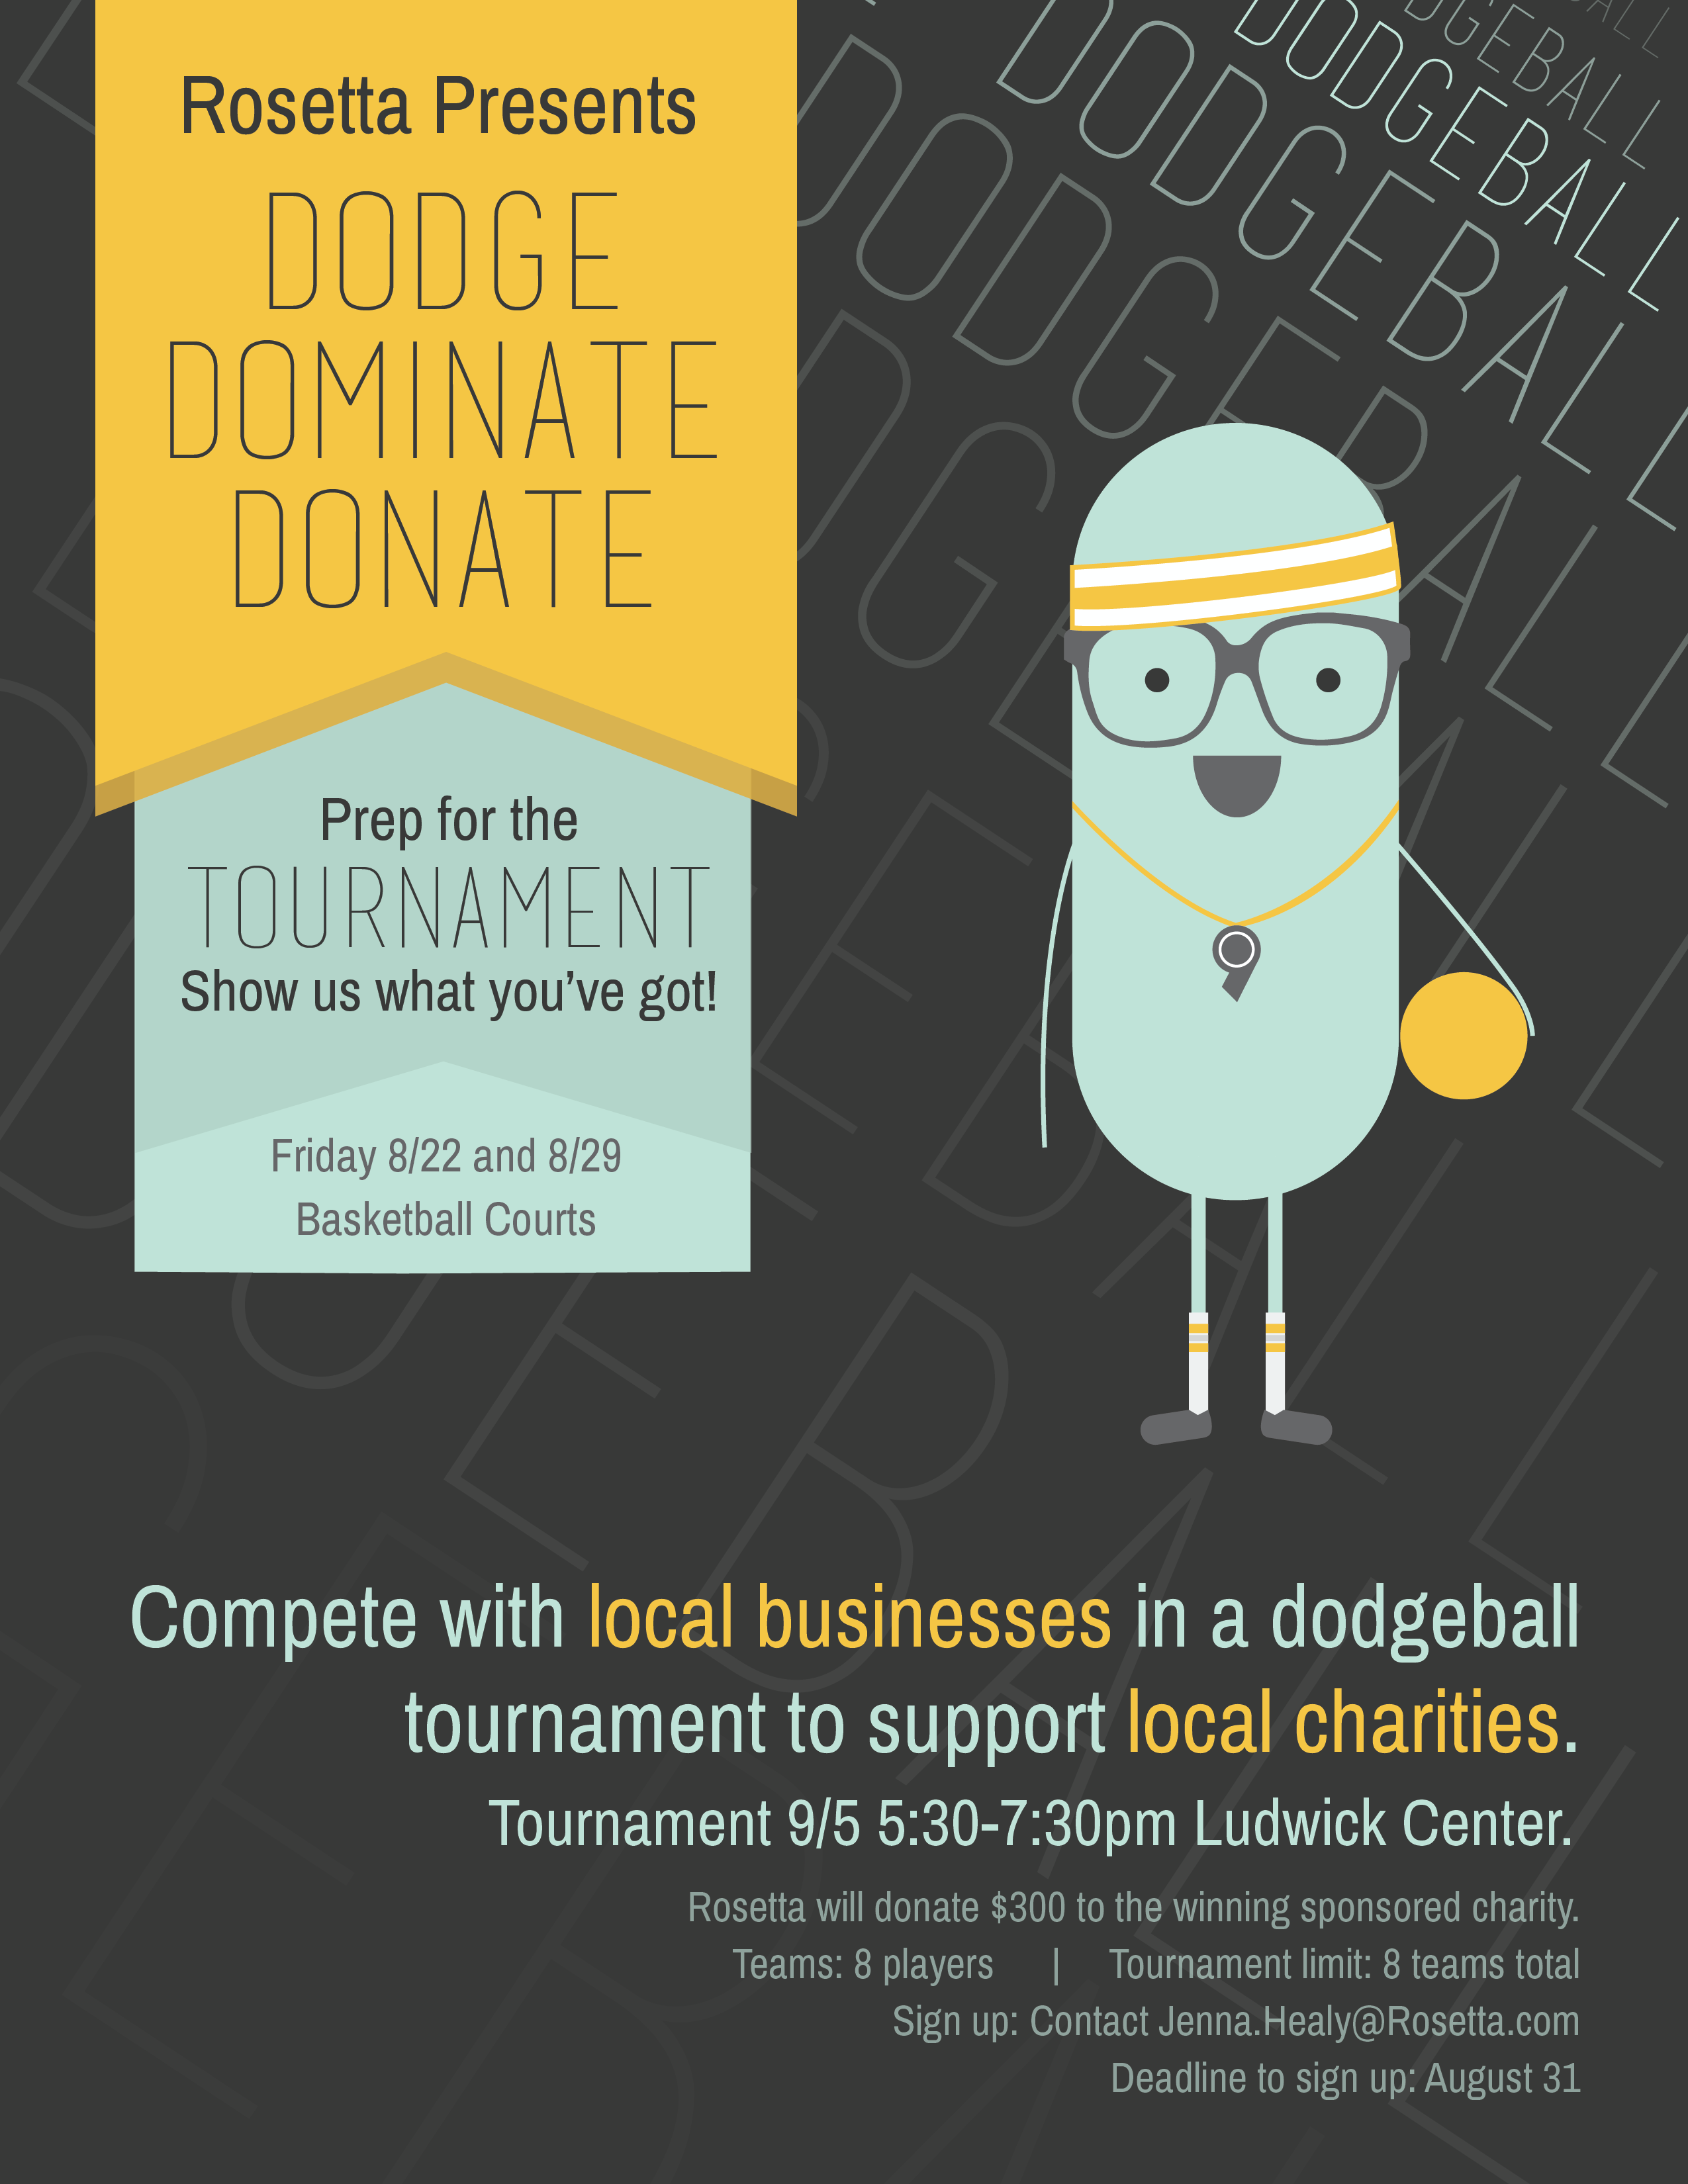 Rosetta Presents
DODGE
DOMINATE
DONATE
Prep for the
TOURNAMENT
Show us what you've got!
Friday 8/22 and 8/29
Basketball Courts
DODGEBALL
DODGEBALL
DODGEBALL
Compete with local businesses in a dodgeball
tournament to support local charities.
Tournament 9/5 5:30-7:30pm Ludwick Center.
Rosetta will donate $300 to the winning sponsored charity.
Teams: 8 players | Tournament limit: 8 teams total
Sign up: Contact Jenna.Healy@Rosetta.com
Deadline to sign up: August 31